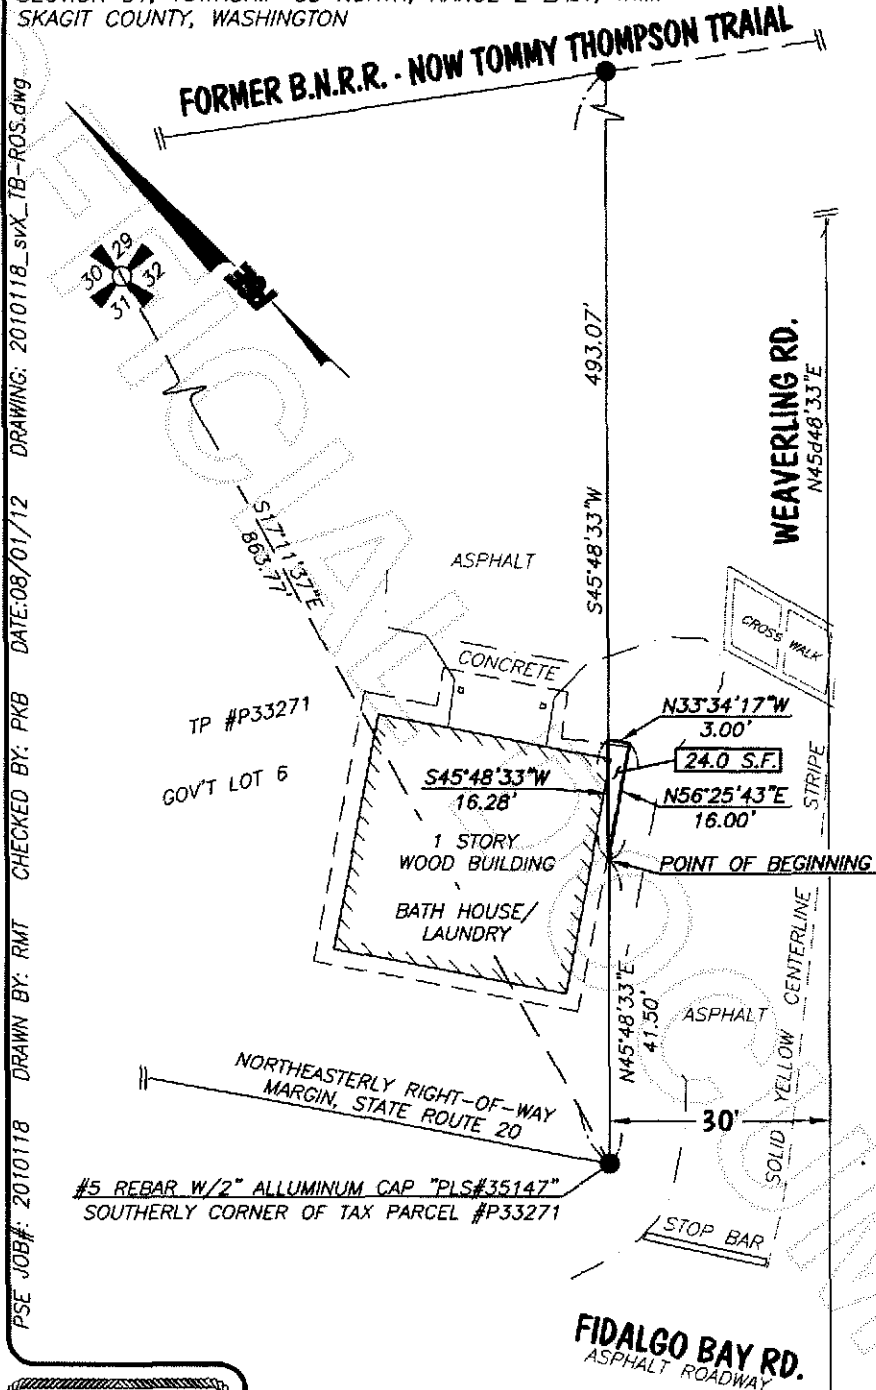 SKAGIT COUNTY, WASHINGTON
FORMER B.N.R.R. - NOW TOMMY THOMPSON TRAIAL
30 29
31 32
493.07'
S45°48'33"W
WEAVERLING RD.
N45d48'33"E
S17°11'37"E
863.77'
ASPHALT
CROSS WALK
CONCRETE
TP #P33271
GOV'T LOT 6
N33°34'17"W
3.00'
24.0 S.F.
S45°48'33"W
16.28'
N56°25'43"E
16.00'
1 STORY
WOOD BUILDING
BATH HOUSE/
LAUNDRY
POINT OF BEGINNING
N45°48'33"E
41.50'
ASPHALT
SOLID YELLOW CENTERLINE STRIPE
NORTHEASTERLY RIGHT-OF-WAY
MARGIN, STATE ROUTE 20
30'
#5 REBAR W/2" ALLUMINUM CAP "PLS#35147"
SOUTHERLY CORNER OF TAX PARCEL #P33271
STOP BAR
FIDALGO BAY RD.
ASPHALT ROADWAY
PSE JOB#: 2010118 DRAWN BY: RMT CHECKED BY: PKB DATE:08/01/12 DRAWING: 2010118_svX_TB-ROS.dwg